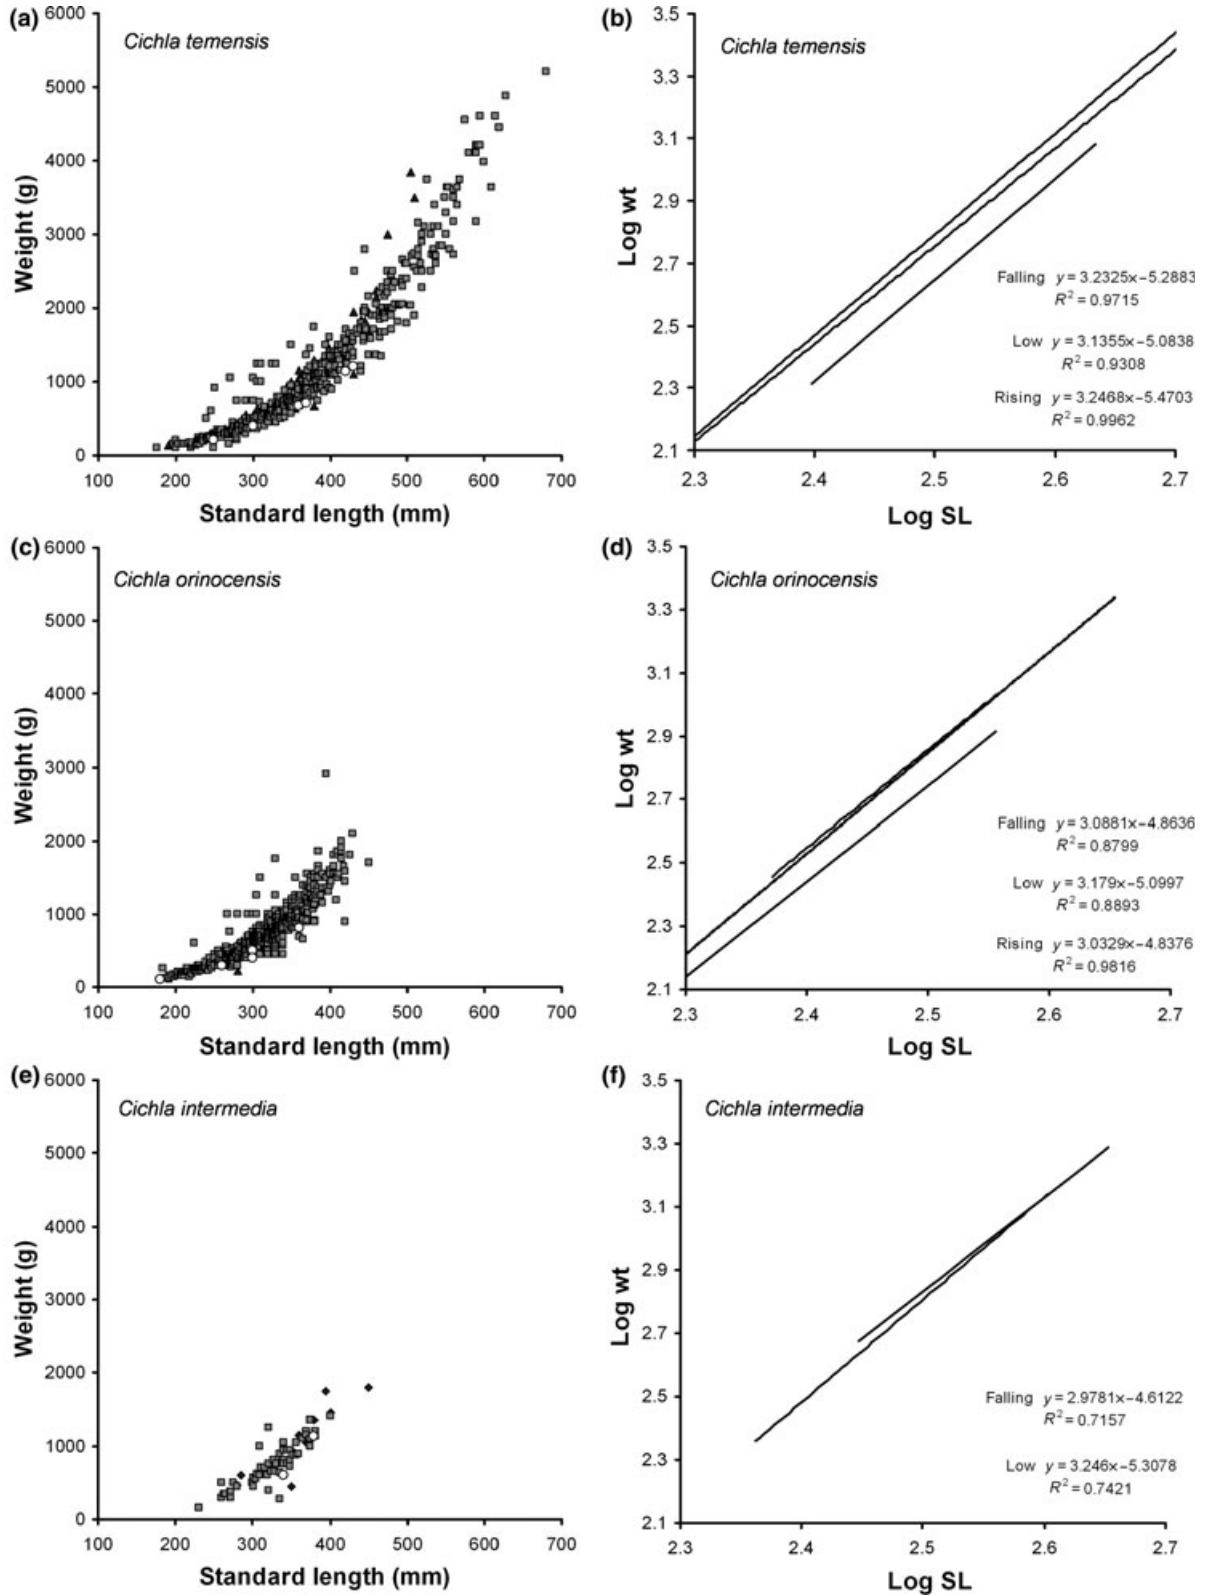 (a)
6000
5000
4000
3000
2000
1000
0
100 200 300 400 500 600 700
Weight (g)
Standard length (mm)
Cichla temensis
(b)
3.5
3.3
3.1
2.9
2.7
2.5
2.3
2.1
2.3 2.4 2.5 2.6 2.7
Log wt
Log SL
Cichla temensis
Falling y = 3.2325x−5.2883
R² = 0.9715
Low y = 3.1355x−5.0838
R² = 0.9308
Rising y = 3.2468x−5.4703
R² = 0.9962
(c)
6000
5000
4000
3000
2000
1000
0
100 200 300 400 500 600 700
Weight (g)
Standard length (mm)
Cichla orinocensis
(d)
3.5
3.3
3.1
2.9
2.7
2.5
2.3
2.1
2.3 2.4 2.5 2.6 2.7
Log wt
Log SL
Cichla orinocensis
Falling y = 3.0881x−4.8636
R² = 0.8799
Low y = 3.179x−5.0997
R² = 0.8893
Rising y = 3.0329x−4.8376
R² = 0.9816
(e)
6000
5000
4000
3000
2000
1000
0
100 200 300 400 500 600 700
Weight (g)
Standard length (mm)
Cichla intermedia
(f)
3.5
3.3
3.1
2.9
2.7
2.5
2.3
2.1
2.3 2.4 2.5 2.6 2.7
Log wt
Log SL
Cichla intermedia
Falling y = 2.9781x−4.6122
R² = 0.7157
Low y = 3.246x−5.3078
R² = 0.7421